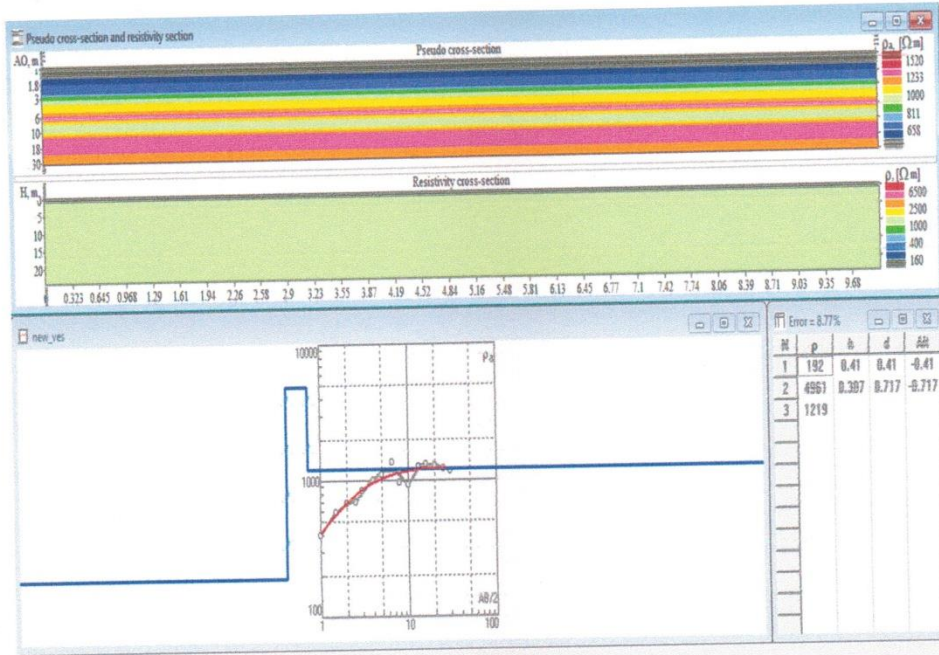 Pseudo cross-section and resistivity section
Pseudo cross-section
AO, m
1
1.8
3
6
10
18
30
ρa, [Ωm]
1520
1233
1000
811
658
Resistivity cross-section
H, m
0
5
10
15
20
ρ, [Ωm]
6500
2500
1000
400
160
0.323 0.645 0.968 1.29 1.61 1.94 2.26 2.58 2.9 3.23 3.55 3.87 4.19 4.52 4.84 5.16 5.48 5.81 6.13 6.45 6.77 7.1 7.42 7.74 8.06 8.39 8.71 9.03 9.35 9.68
new_ves
10000
ρa
1000
100
AB/2
1 10 100
Error = 8.77%
N ρ h d Alt
1 192 0.41 0.41 -0.41
2 4961 0.307 0.717 -0.717
3 1219